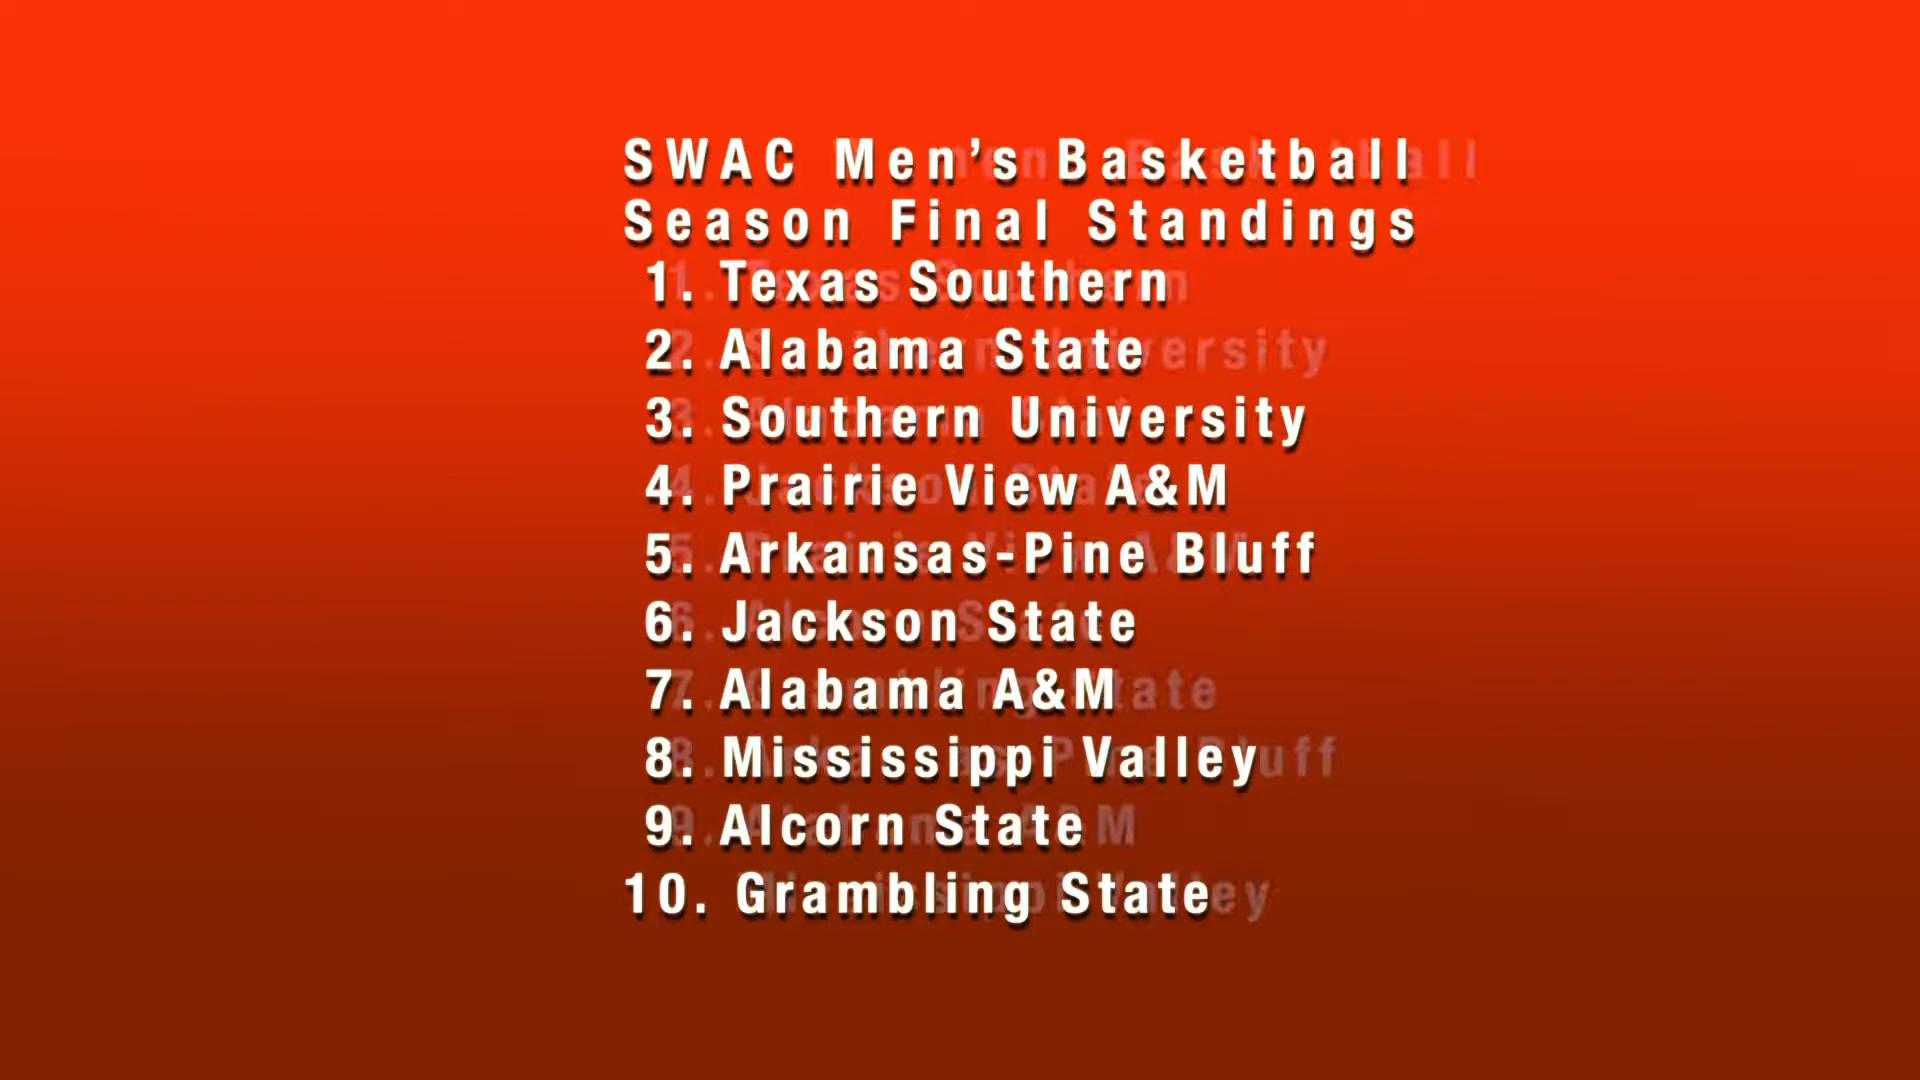 SWAC Men's Basketball
Season Final Standings
1. Texas Southern
2. Alabama State
3. Southern University
4. Prairie View A&M
5. Arkansas-Pine Bluff
6. Jackson State
7. Alabama A&M
8. Mississippi Valley
9. Alcorn State
10. Grambling State